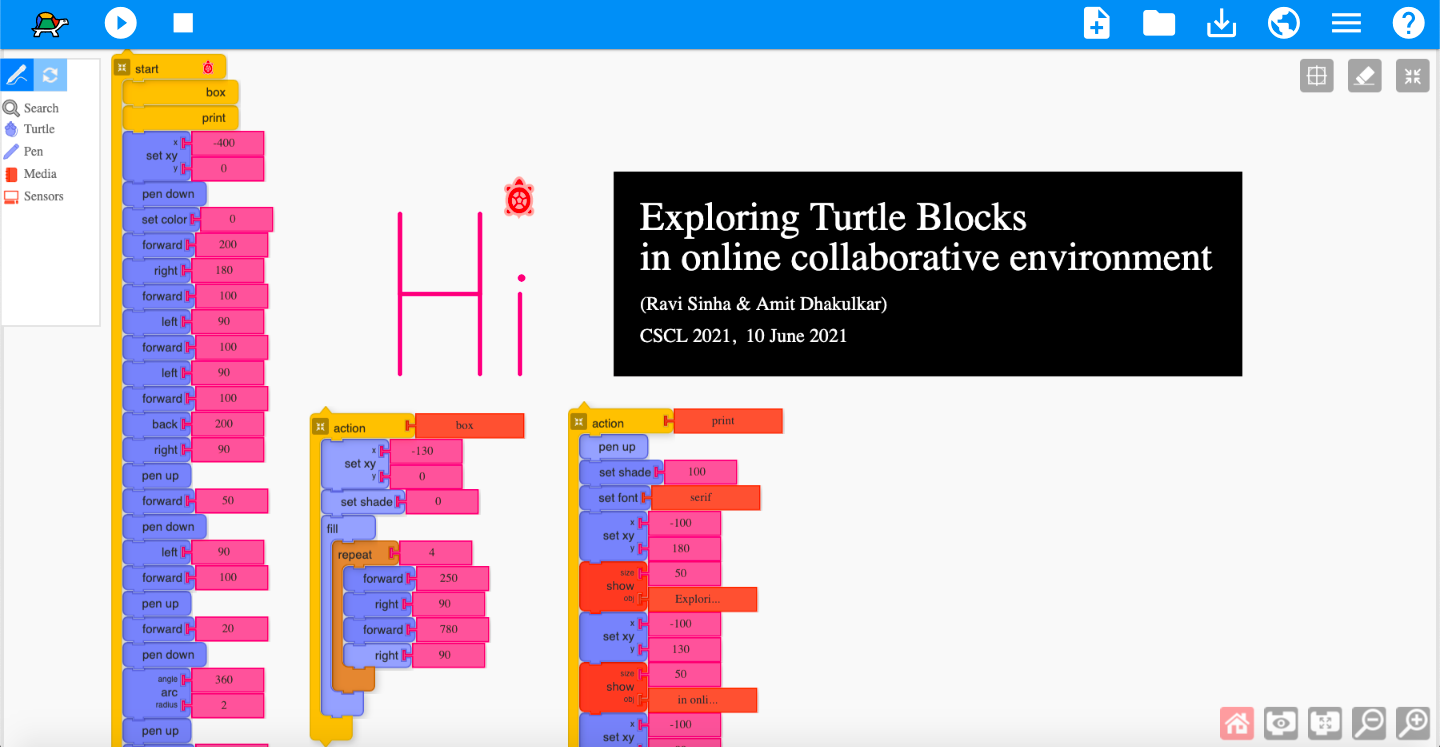 start
box
print
x -400
set xy
y 0
pen down
set color 0
forward 200
right 180
forward 100
left 90
forward 100
left 90
forward 100
back 200
right 90
pen up
forward 50
pen down
left 90
forward 100
pen up
forward 20
pen down
angle 360
arc
radius 2
pen up
Search
Turtle
Pen
Media
Sensors
Hi
Exploring Turtle Blocks
in online collaborative environment
(Ravi Sinha & Amit Dhakulkar)
CSCL 2021, 10 June 2021
action box
x -130
set xy
y 0
set shade 0
fill
repeat 4
forward 250
right 90
forward 780
right 90
action print
pen up
set shade 100
set font serif
x -100
set xy
y 180
size 50
show
obj Explori...
x -100
set xy
y 130
size 50
show
obj in onli...
x -100
set xy